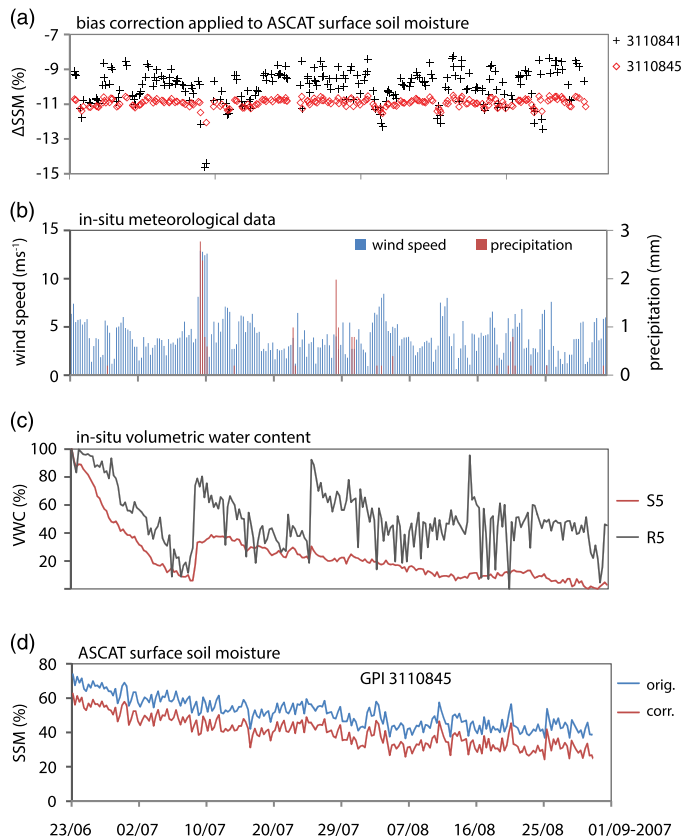 (a)
bias correction applied to ASCAT surface soil moisture
-7
-9
-11
-13
-15
ΔSSM (%)
3110841
3110845
(b)
in-situ meteorological data
15
10
5
0
wind speed (ms⁻¹)
wind speed
precipitation
3
2
1
0
precipitation (mm)
(c)
in-situ volumetric water content
100
80
60
40
20
VWC (%)
S5
R5
(d)
ASCAT surface soil moisture
GPI 3110845
80
60
40
20
0
SSM (%)
orig.
corr.
23/06 02/07 10/07 20/07 29/07 07/08 16/08 25/08 01/09-2007